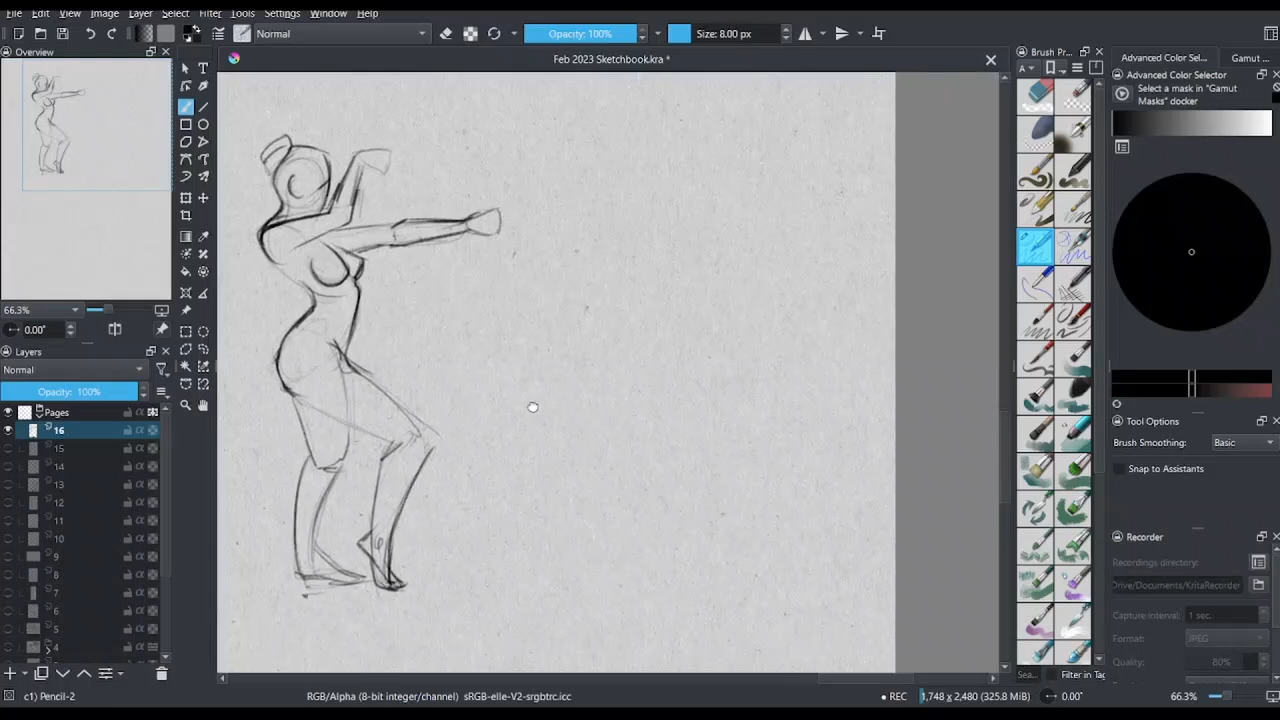 File Edit View Image Layer Select Filter Tools Settings Window Help
Normal Opacity: 100% Size: 8.00 px
Overview
Feb 2023 Sketchbook.kra *
Brush Pr...
Advanced Color Sel... Gamut ...
Advanced Color Selector
Select a mask in "Gamut
Masks" docker
66.3%
0.00°
Layers
Normal
Opacity: 100%
Pages
16
15
14
13
12
11
10
9
8
7
6
5
4
Tool Options
Brush Smoothing: Basic
Snap to Assistants
Recorder
Recordings directory:
Drive/Documents/KritaRecorder
Capture interval: 1 sec.
Format: JPEG
Quality: 80%
Sea... Filter in Tag
c1) Pencil-2
RGB/Alpha (8-bit integer/channel) sRGB-elle-V2-srgbtrc.icc
REC 1,748 x 2,480 (325.8 MiB) 0.00° 66.3%